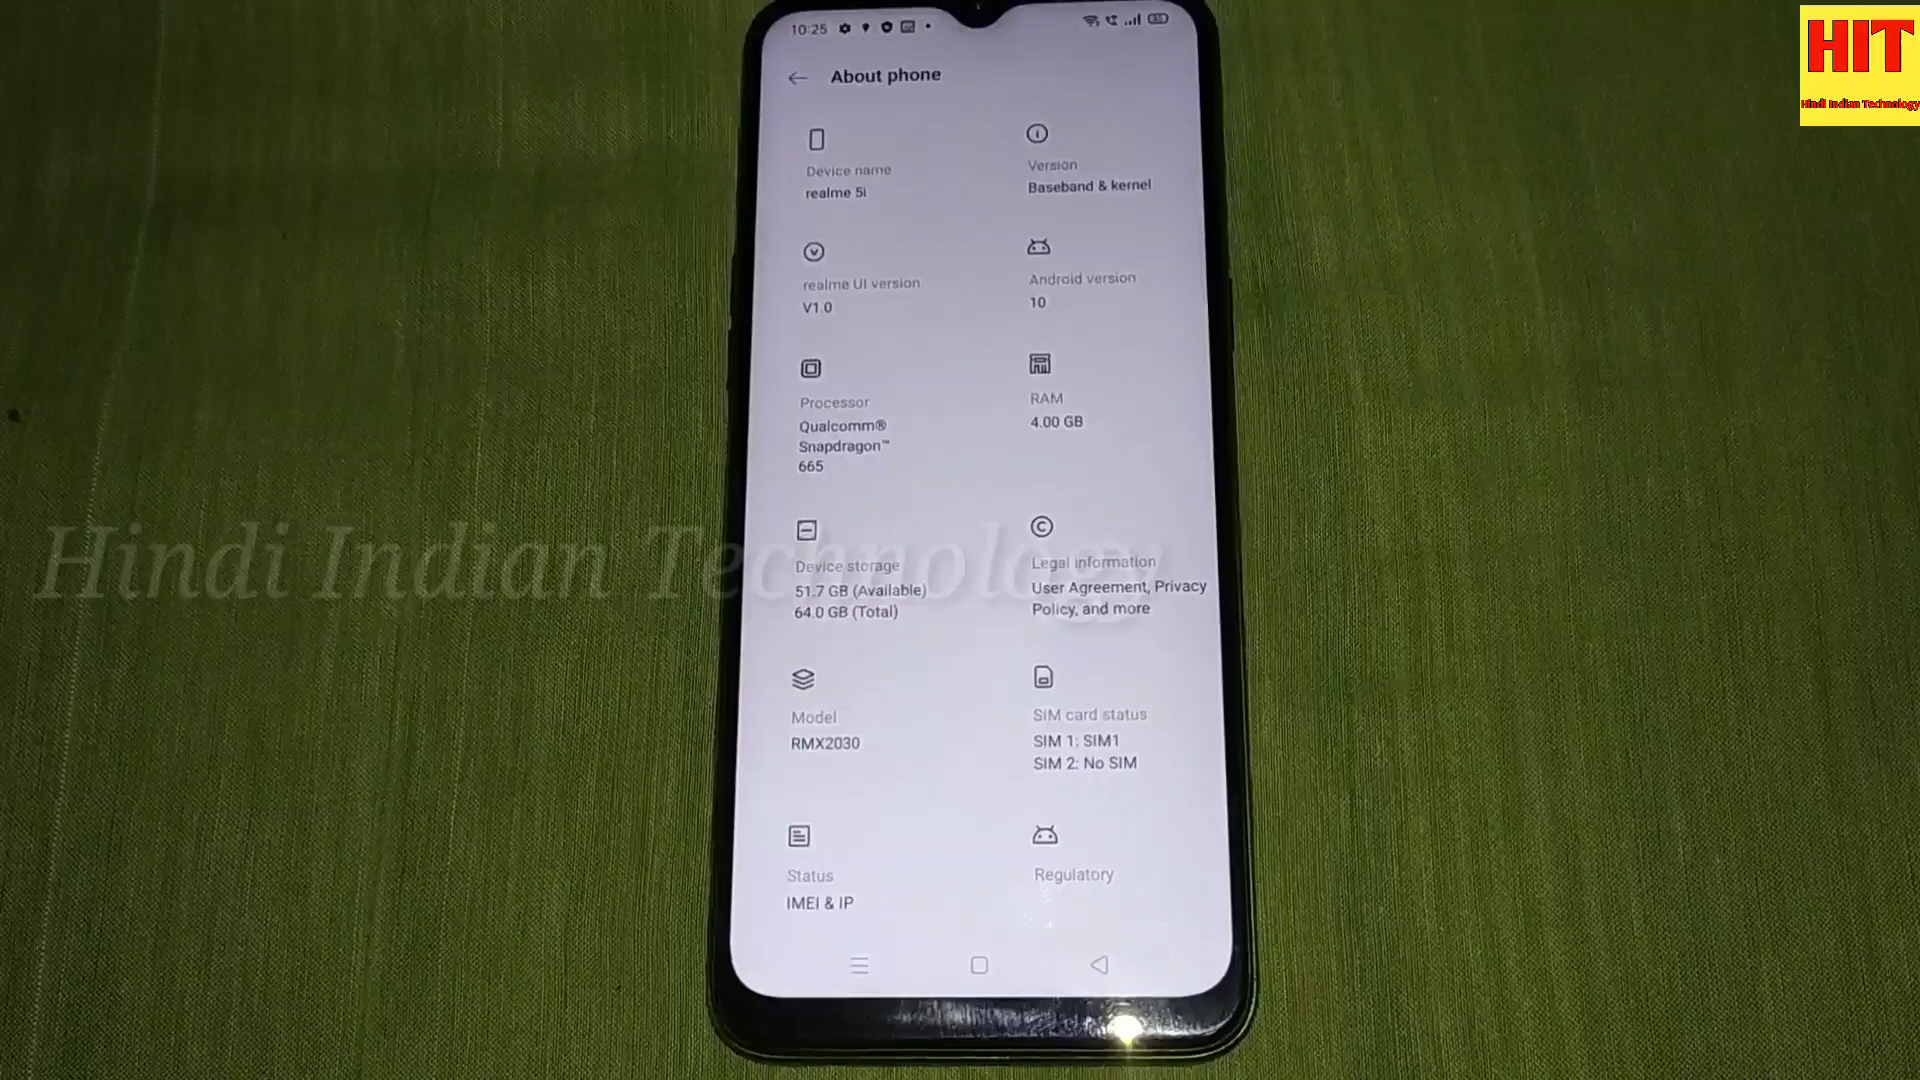 10:25
HIT
Hindi Indian Technology
About phone
Device name
realme 5i
Version
Baseband & kernel
realme UI version
V1.0
Android version
10
Processor
Qualcomm®
Snapdragon™
665
RAM
4.00 GB
Hindi Indian Technology
Device storage
51.7 GB (Available)
64.0 GB (Total)
Legal information
User Agreement, Privacy
Policy, and more
Model
RMX2030
SIM card status
SIM 1: SIM1
SIM 2: No SIM
Status
IMEI & IP
Regulatory